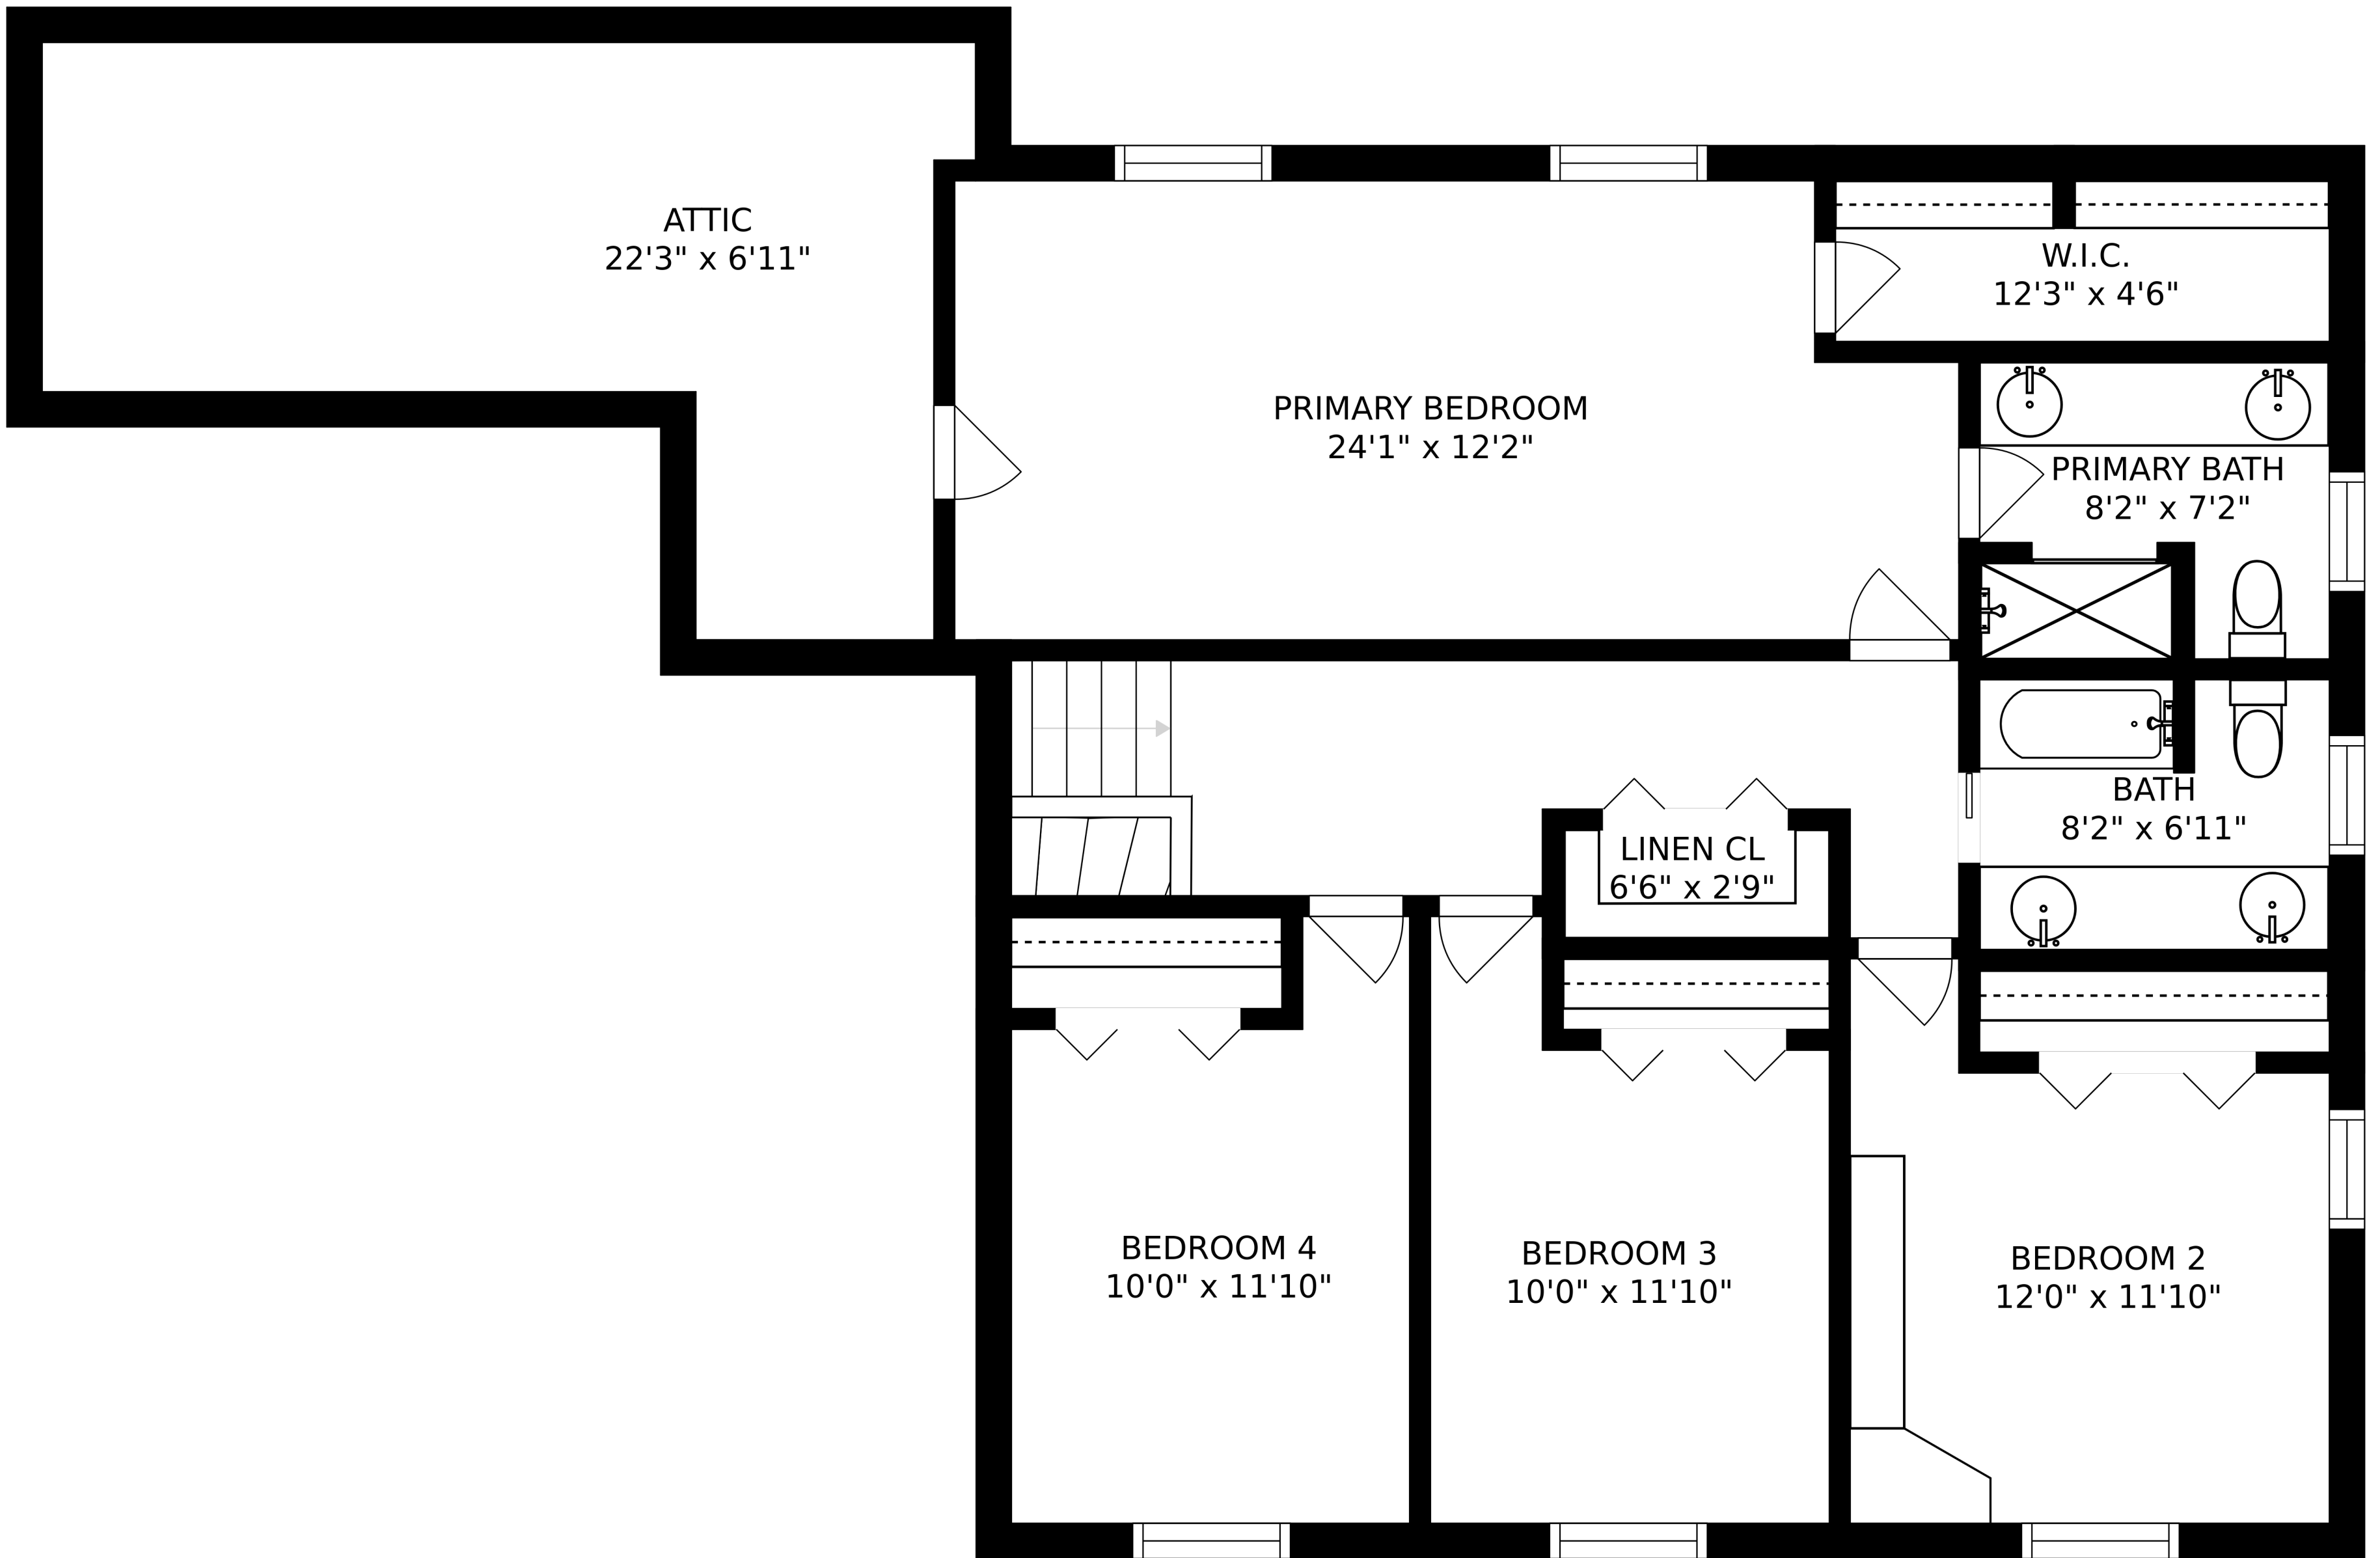 ATTIC
22'3" x 6'11"
W.I.C.
12'3" x 4'6"
PRIMARY BEDROOM
24'1" x 12'2"
PRIMARY BATH
8'2" x 7'2"
BATH
8'2" x 6'11"
LINEN CL
6'6" x 2'9"
BEDROOM 4
10'0" x 11'10"
BEDROOM 3
10'0" x 11'10"
BEDROOM 2
12'0" x 11'10"